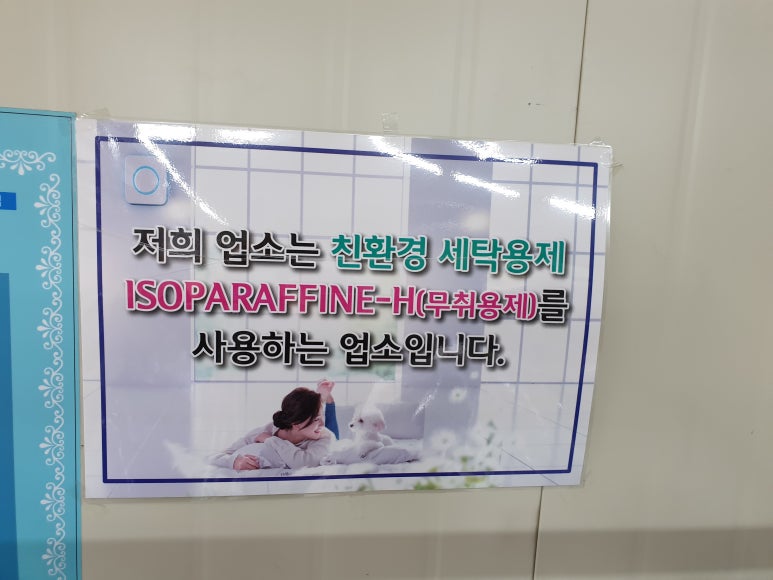 저희 업소는 친환경 세탁용제
ISOPARAFFINE-H(무취용제)를
사용하는 업소입니다.